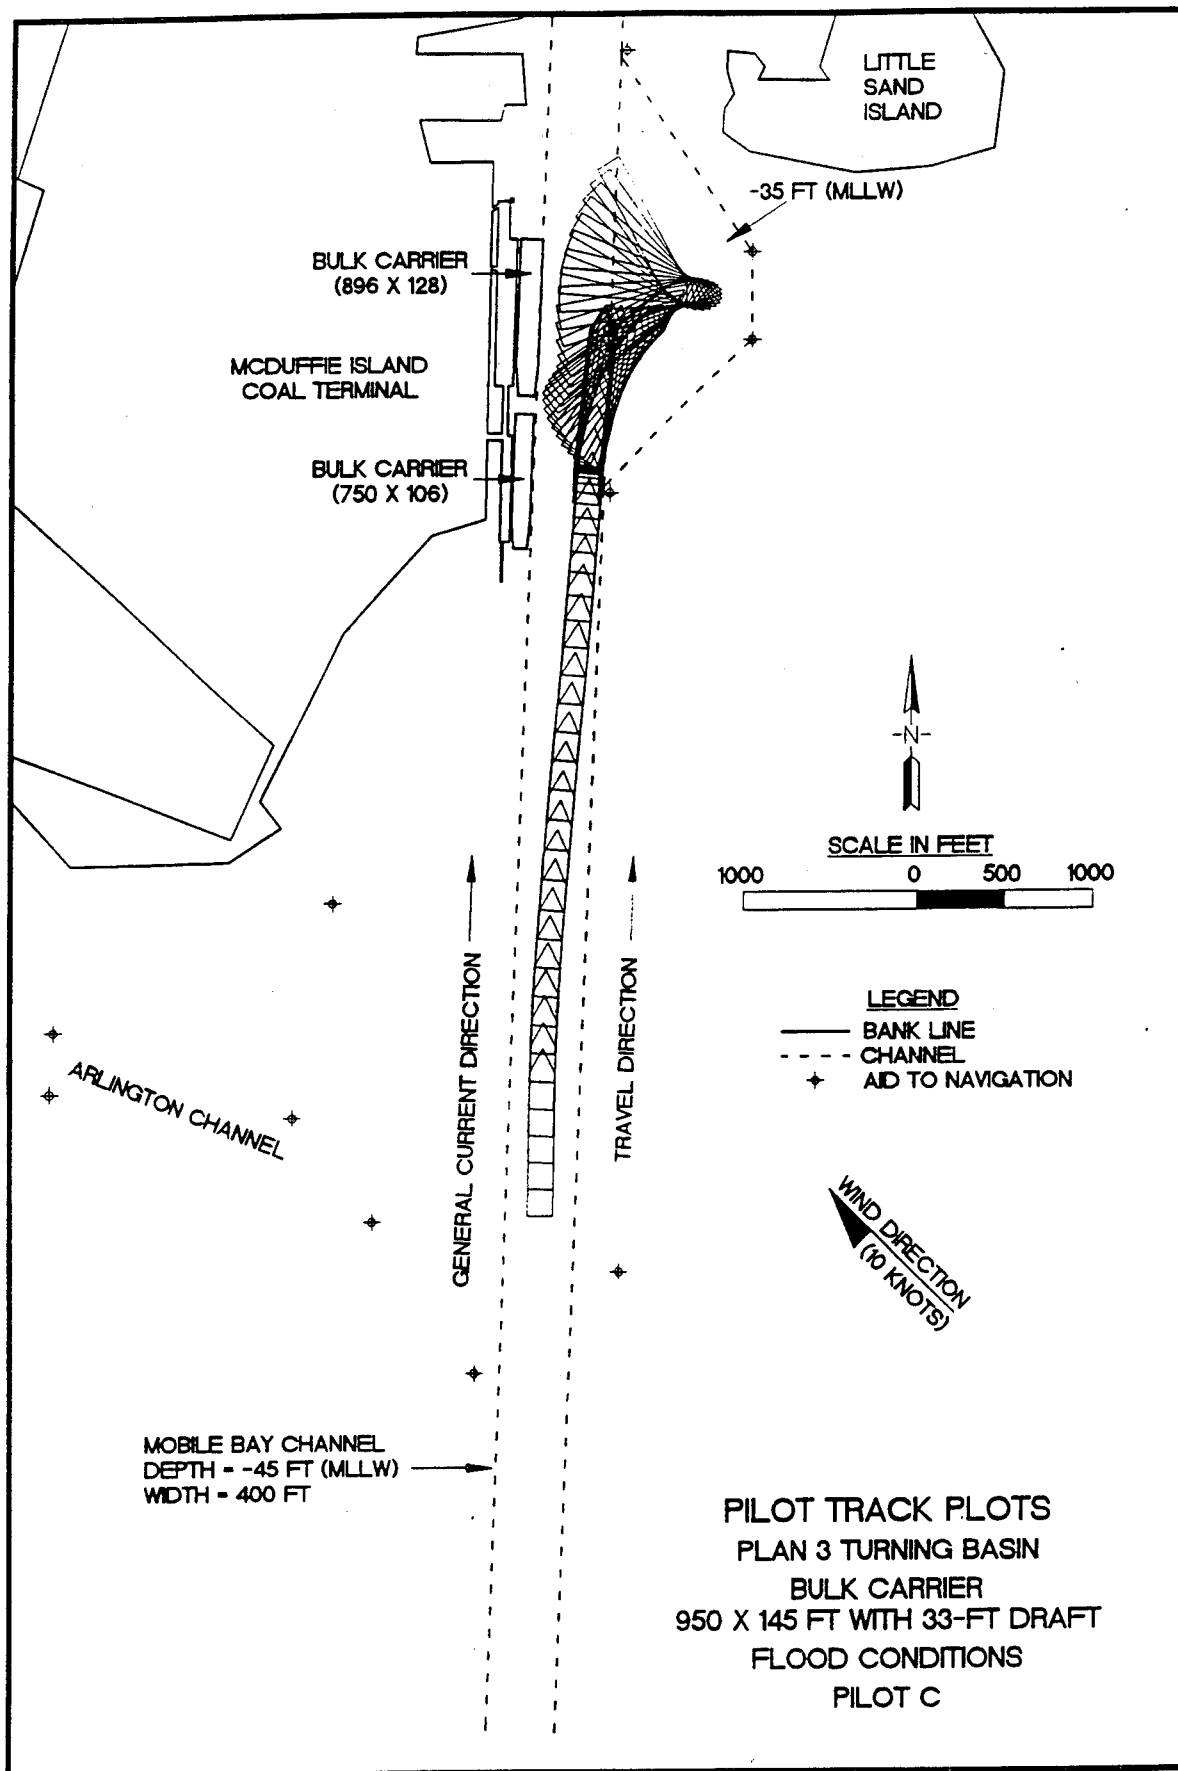 LITTLE
SAND
ISLAND
-35 FT (MLLW)
BULK CARRIER
(896 X 128)
MCDUFFIE ISLAND
COAL TERMINAL
BULK CARRIER
(750 X 106)
-N-
SCALE IN FEET
1000 0 500 1000
GENERAL CURRENT DIRECTION
TRAVEL DIRECTION
LEGEND
BANK LINE
CHANNEL
AID TO NAVIGATION
ARLINGTON CHANNEL
WIND DIRECTION
(10 KNOTS)
MOBILE BAY CHANNEL
DEPTH = -45 FT (MLLW)
WIDTH = 400 FT
PILOT TRACK PLOTS
PLAN 3 TURNING BASIN
BULK CARRIER
950 X 145 FT WITH 33-FT DRAFT
FLOOD CONDITIONS
PILOT C